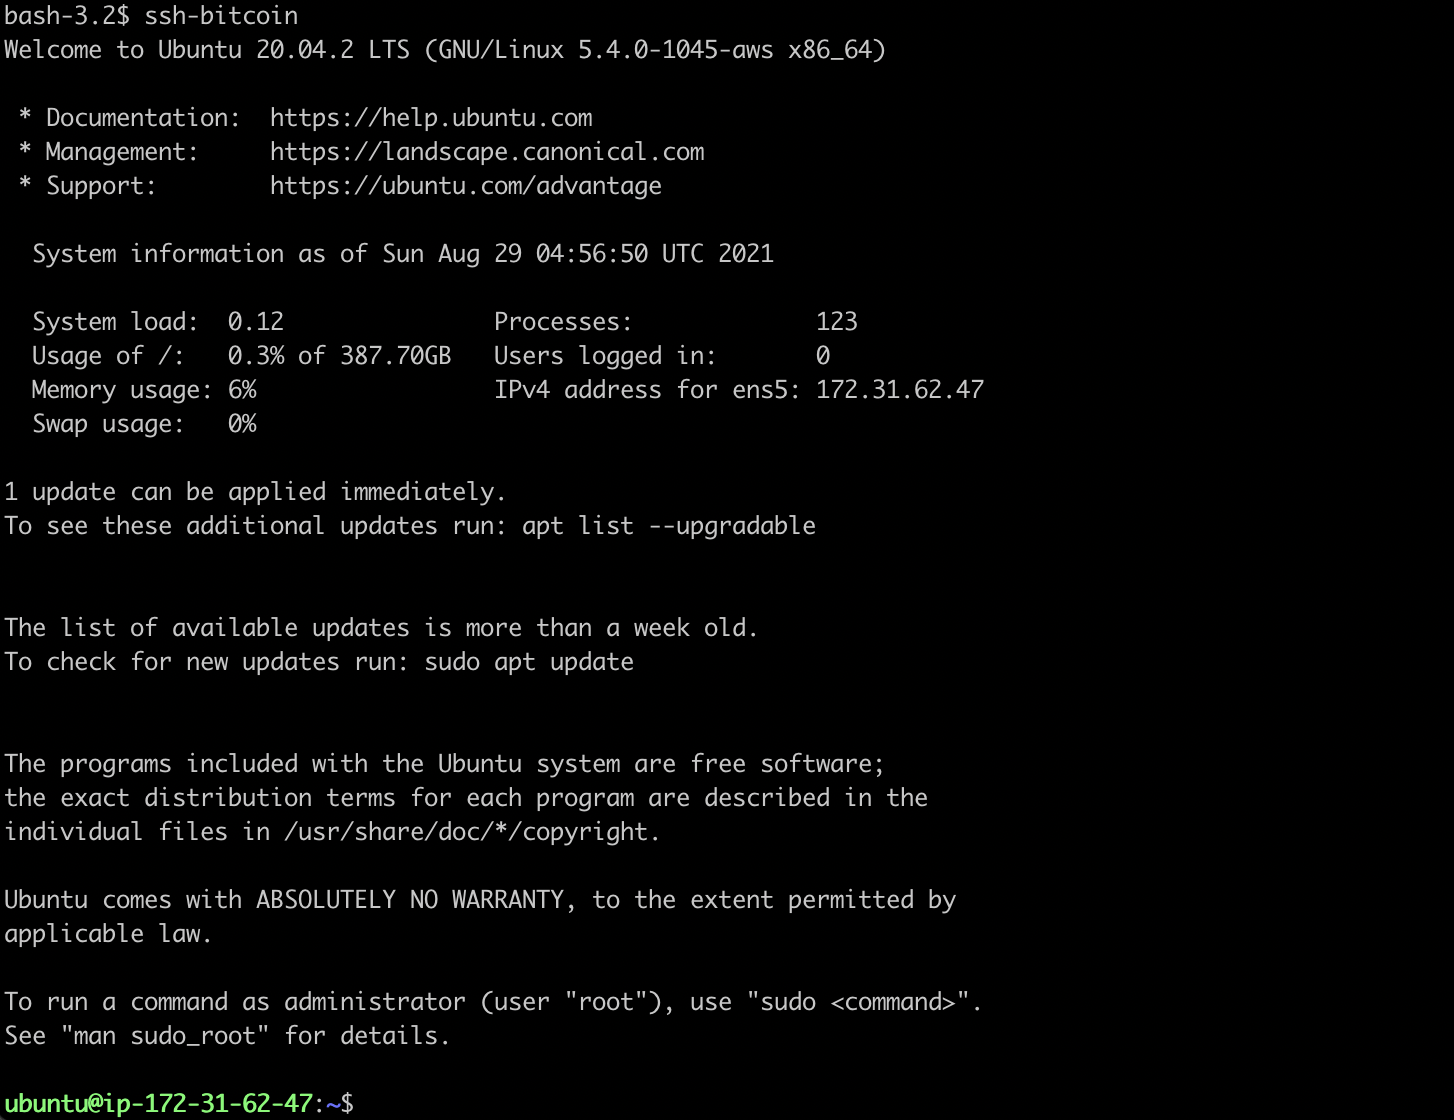 bash-3.2$ ssh-bitcoin
Welcome to Ubuntu 20.04.2 LTS (GNU/Linux 5.4.0-1045-aws x86_64)
* Documentation:  https://help.ubuntu.com
* Management:     https://landscape.canonical.com
* Support:        https://ubuntu.com/advantage
System information as of Sun Aug 29 04:56:50 UTC 2021
System load:  0.12               Processes:             123
Usage of /:   0.3% of 387.70GB   Users logged in:       0
Memory usage: 6%                 IPv4 address for ens5: 172.31.62.47
Swap usage:   0%
1 update can be applied immediately.
To see these additional updates run: apt list --upgradable
The list of available updates is more than a week old.
To check for new updates run: sudo apt update
The programs included with the Ubuntu system are free software;
the exact distribution terms for each program are described in the
individual files in /usr/share/doc/*/copyright.
Ubuntu comes with ABSOLUTELY NO WARRANTY, to the extent permitted by
applicable law.
To run a command as administrator (user "root"), use "sudo <command>".
See "man sudo_root" for details.
ubuntu@ip-172-31-62-47:~$